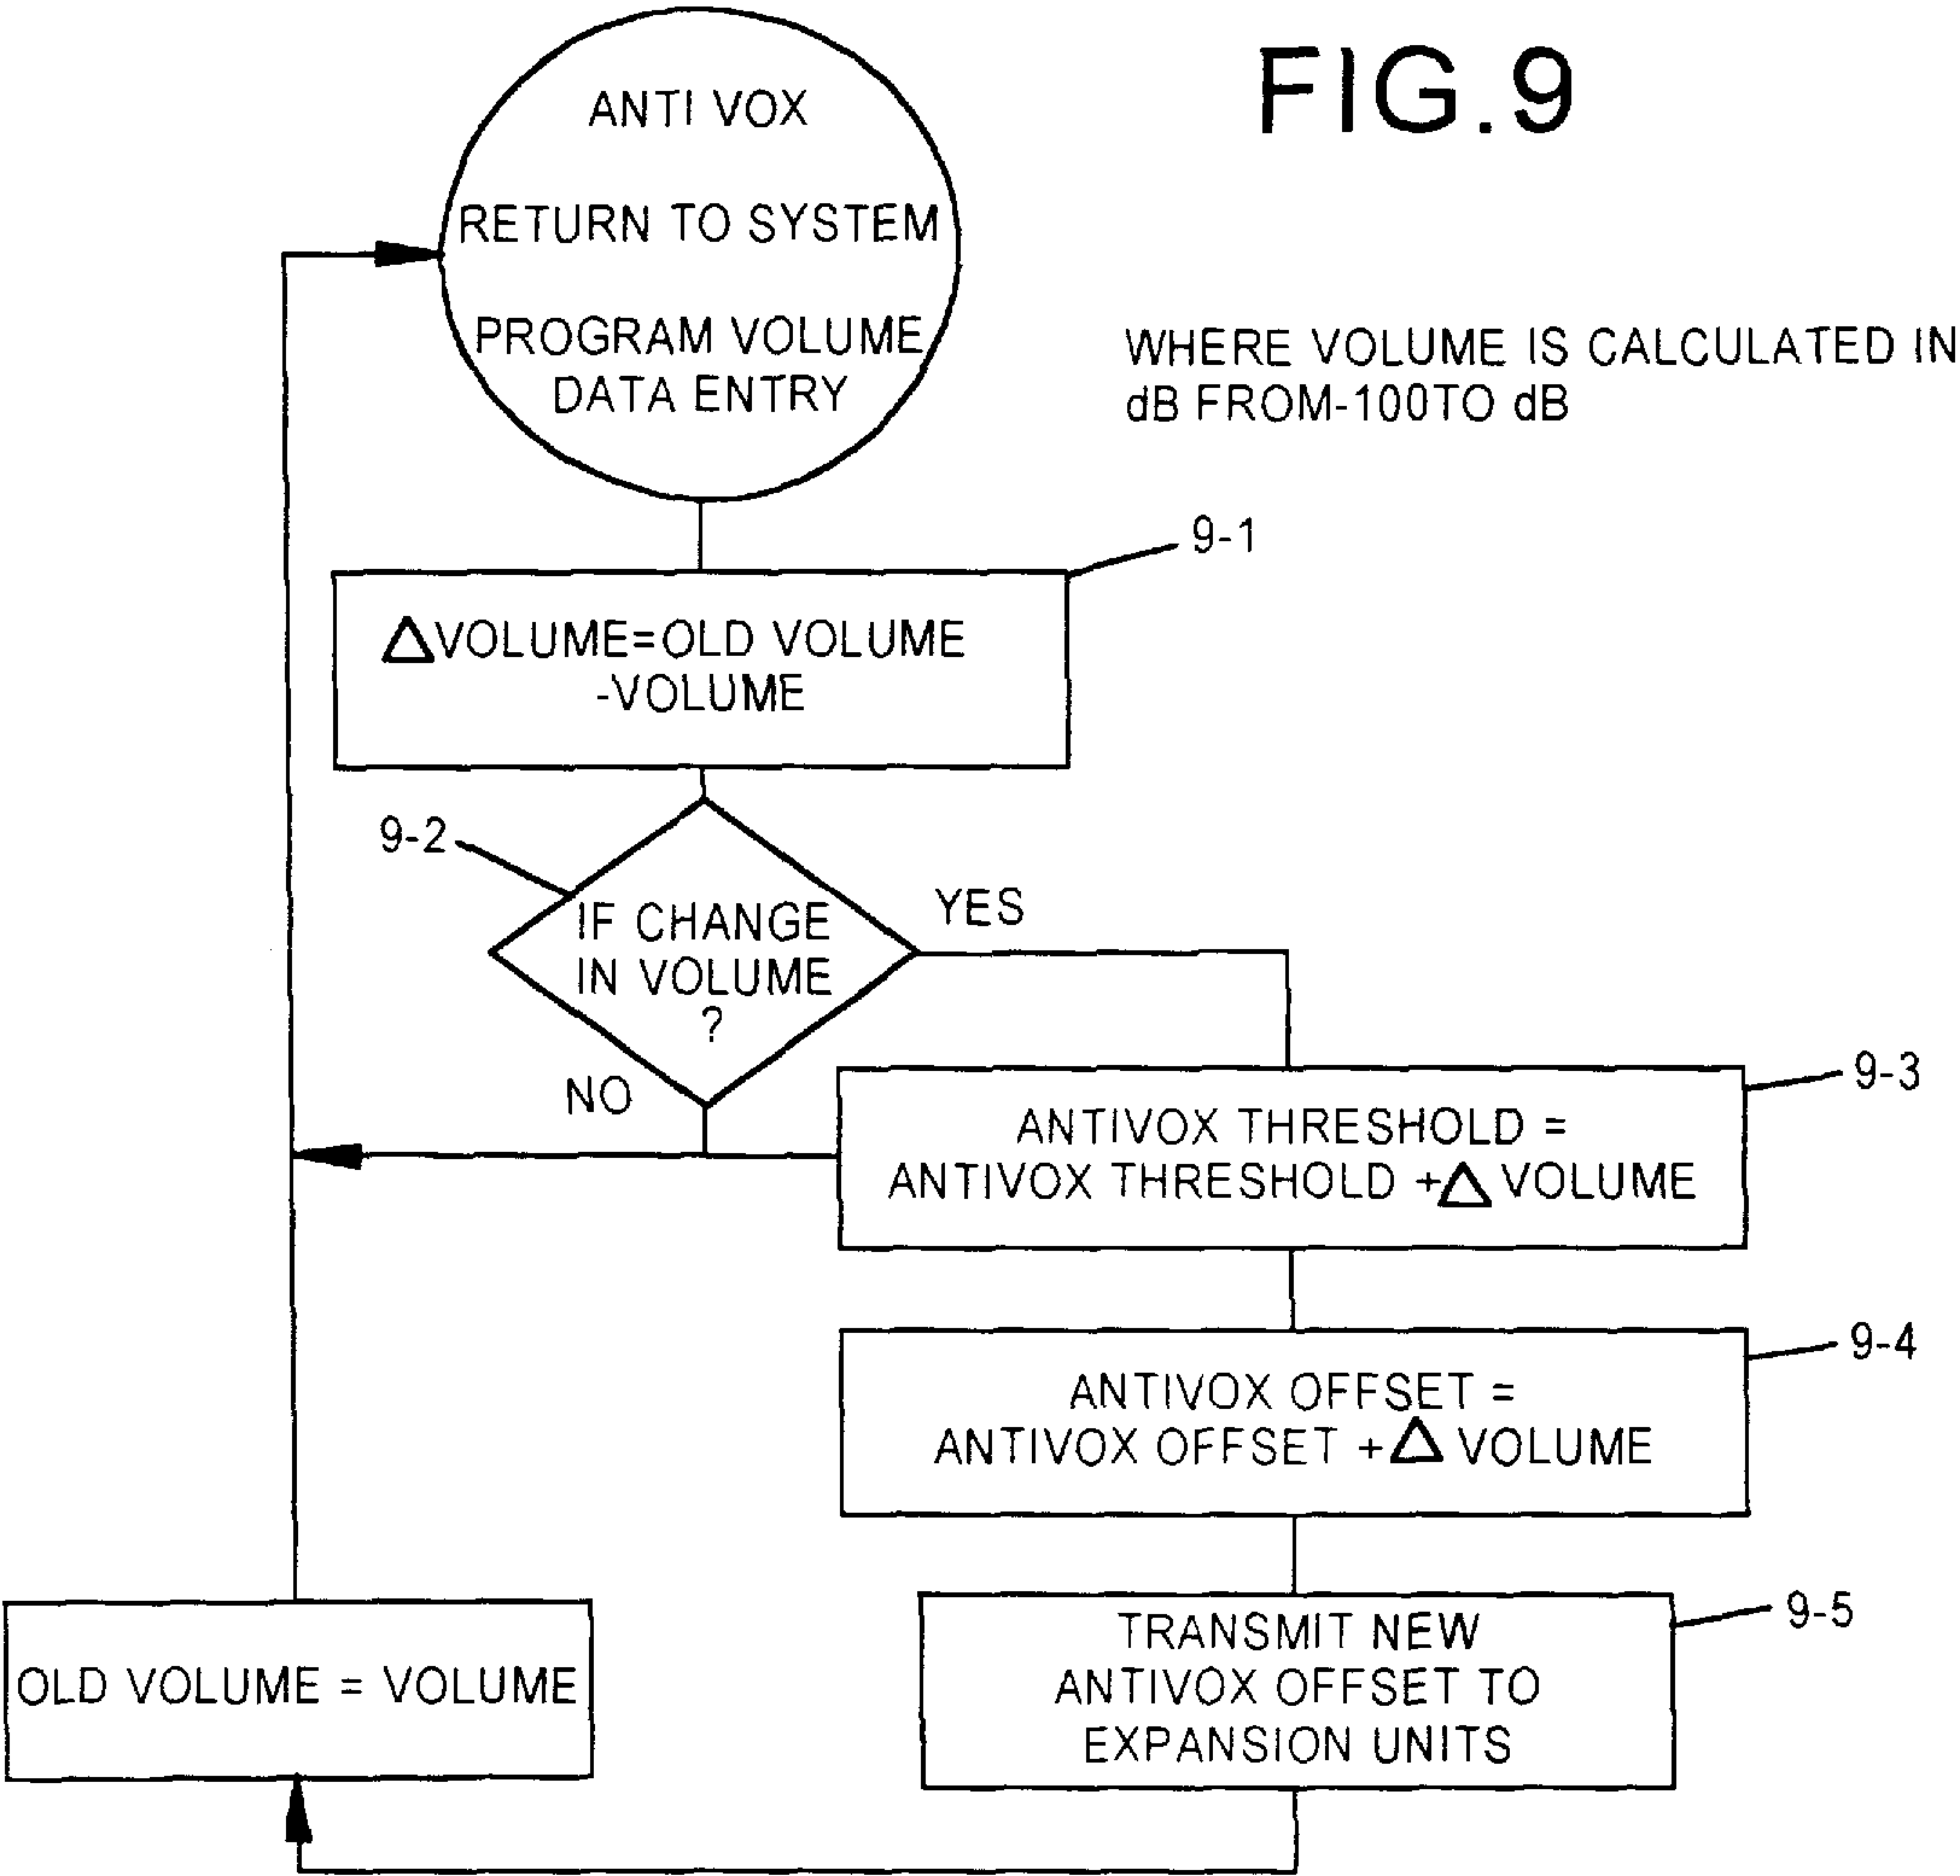 FIG.9
ANTI VOX
RETURN TO SYSTEM
PROGRAM VOLUME
DATA ENTRY
WHERE VOLUME IS CALCULATED IN
dB FROM-100TO dB
9-1
△VOLUME=OLD VOLUME
-VOLUME
9-2
IF CHANGE
IN VOLUME
?
YES
NO
9-3
ANTIVOX THRESHOLD =
ANTIVOX THRESHOLD +△ VOLUME
9-4
ANTIVOX OFFSET =
ANTIVOX OFFSET +△ VOLUME
9-5
TRANSMIT NEW
ANTIVOX OFFSET TO
EXPANSION UNITS
OLD VOLUME = VOLUME